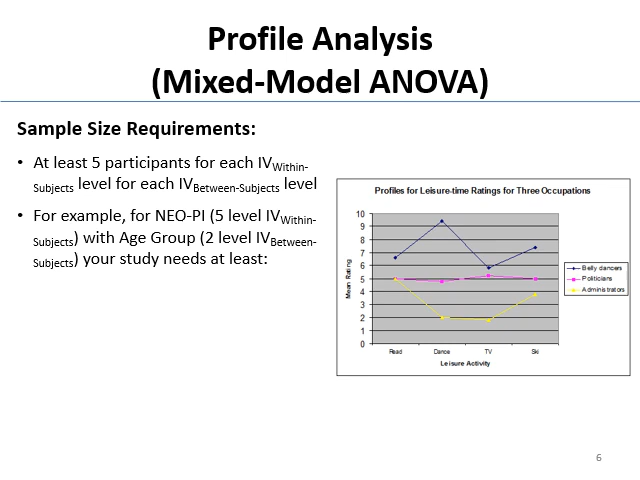 Profile Analysis
(Mixed-Model ANOVA)
Sample Size Requirements:
• At least 5 participants for each IVWithin-
Subjects level for each IVBetween-Subjects level
• For example, for NEO-PI (5 level IVWithin-
Subjects) with Age Group (2 level IVBetween-
Subjects) your study needs at least:
Profiles for Leisure-time Ratings for Three Occupations
10
9
8
7
6
5
4
3
2
1
0
Mean Rating
Read Dance TV Ski
Leisure Activity
Belly dancers
Politicians
Administrators
6